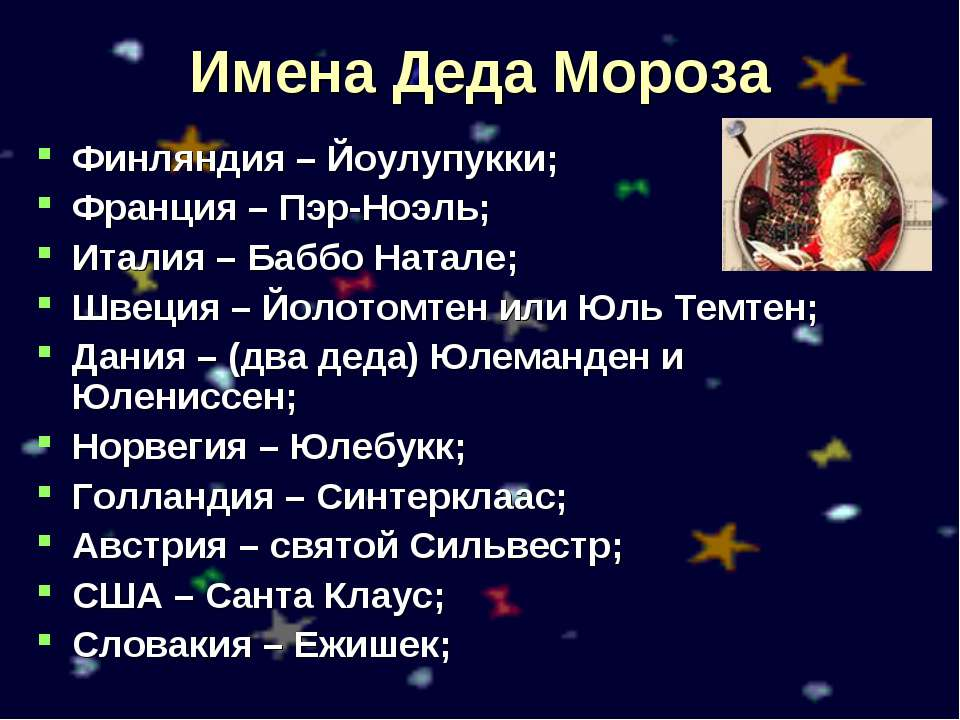 Имена Деда Мороза
Финляндия – Йоулупукки;
Франция – Пэр-Ноэль;
Италия – Баббо Натале;
Швеция – Йолотомтен или Юль Темтен;
Дания – (два деда) Юлеманден и
Юлениссен;
Норвегия – Юлебукк;
Голландия – Синтерклаас;
Австрия – святой Сильвестр;
США – Санта Клаус;
Словакия – Ежишек;